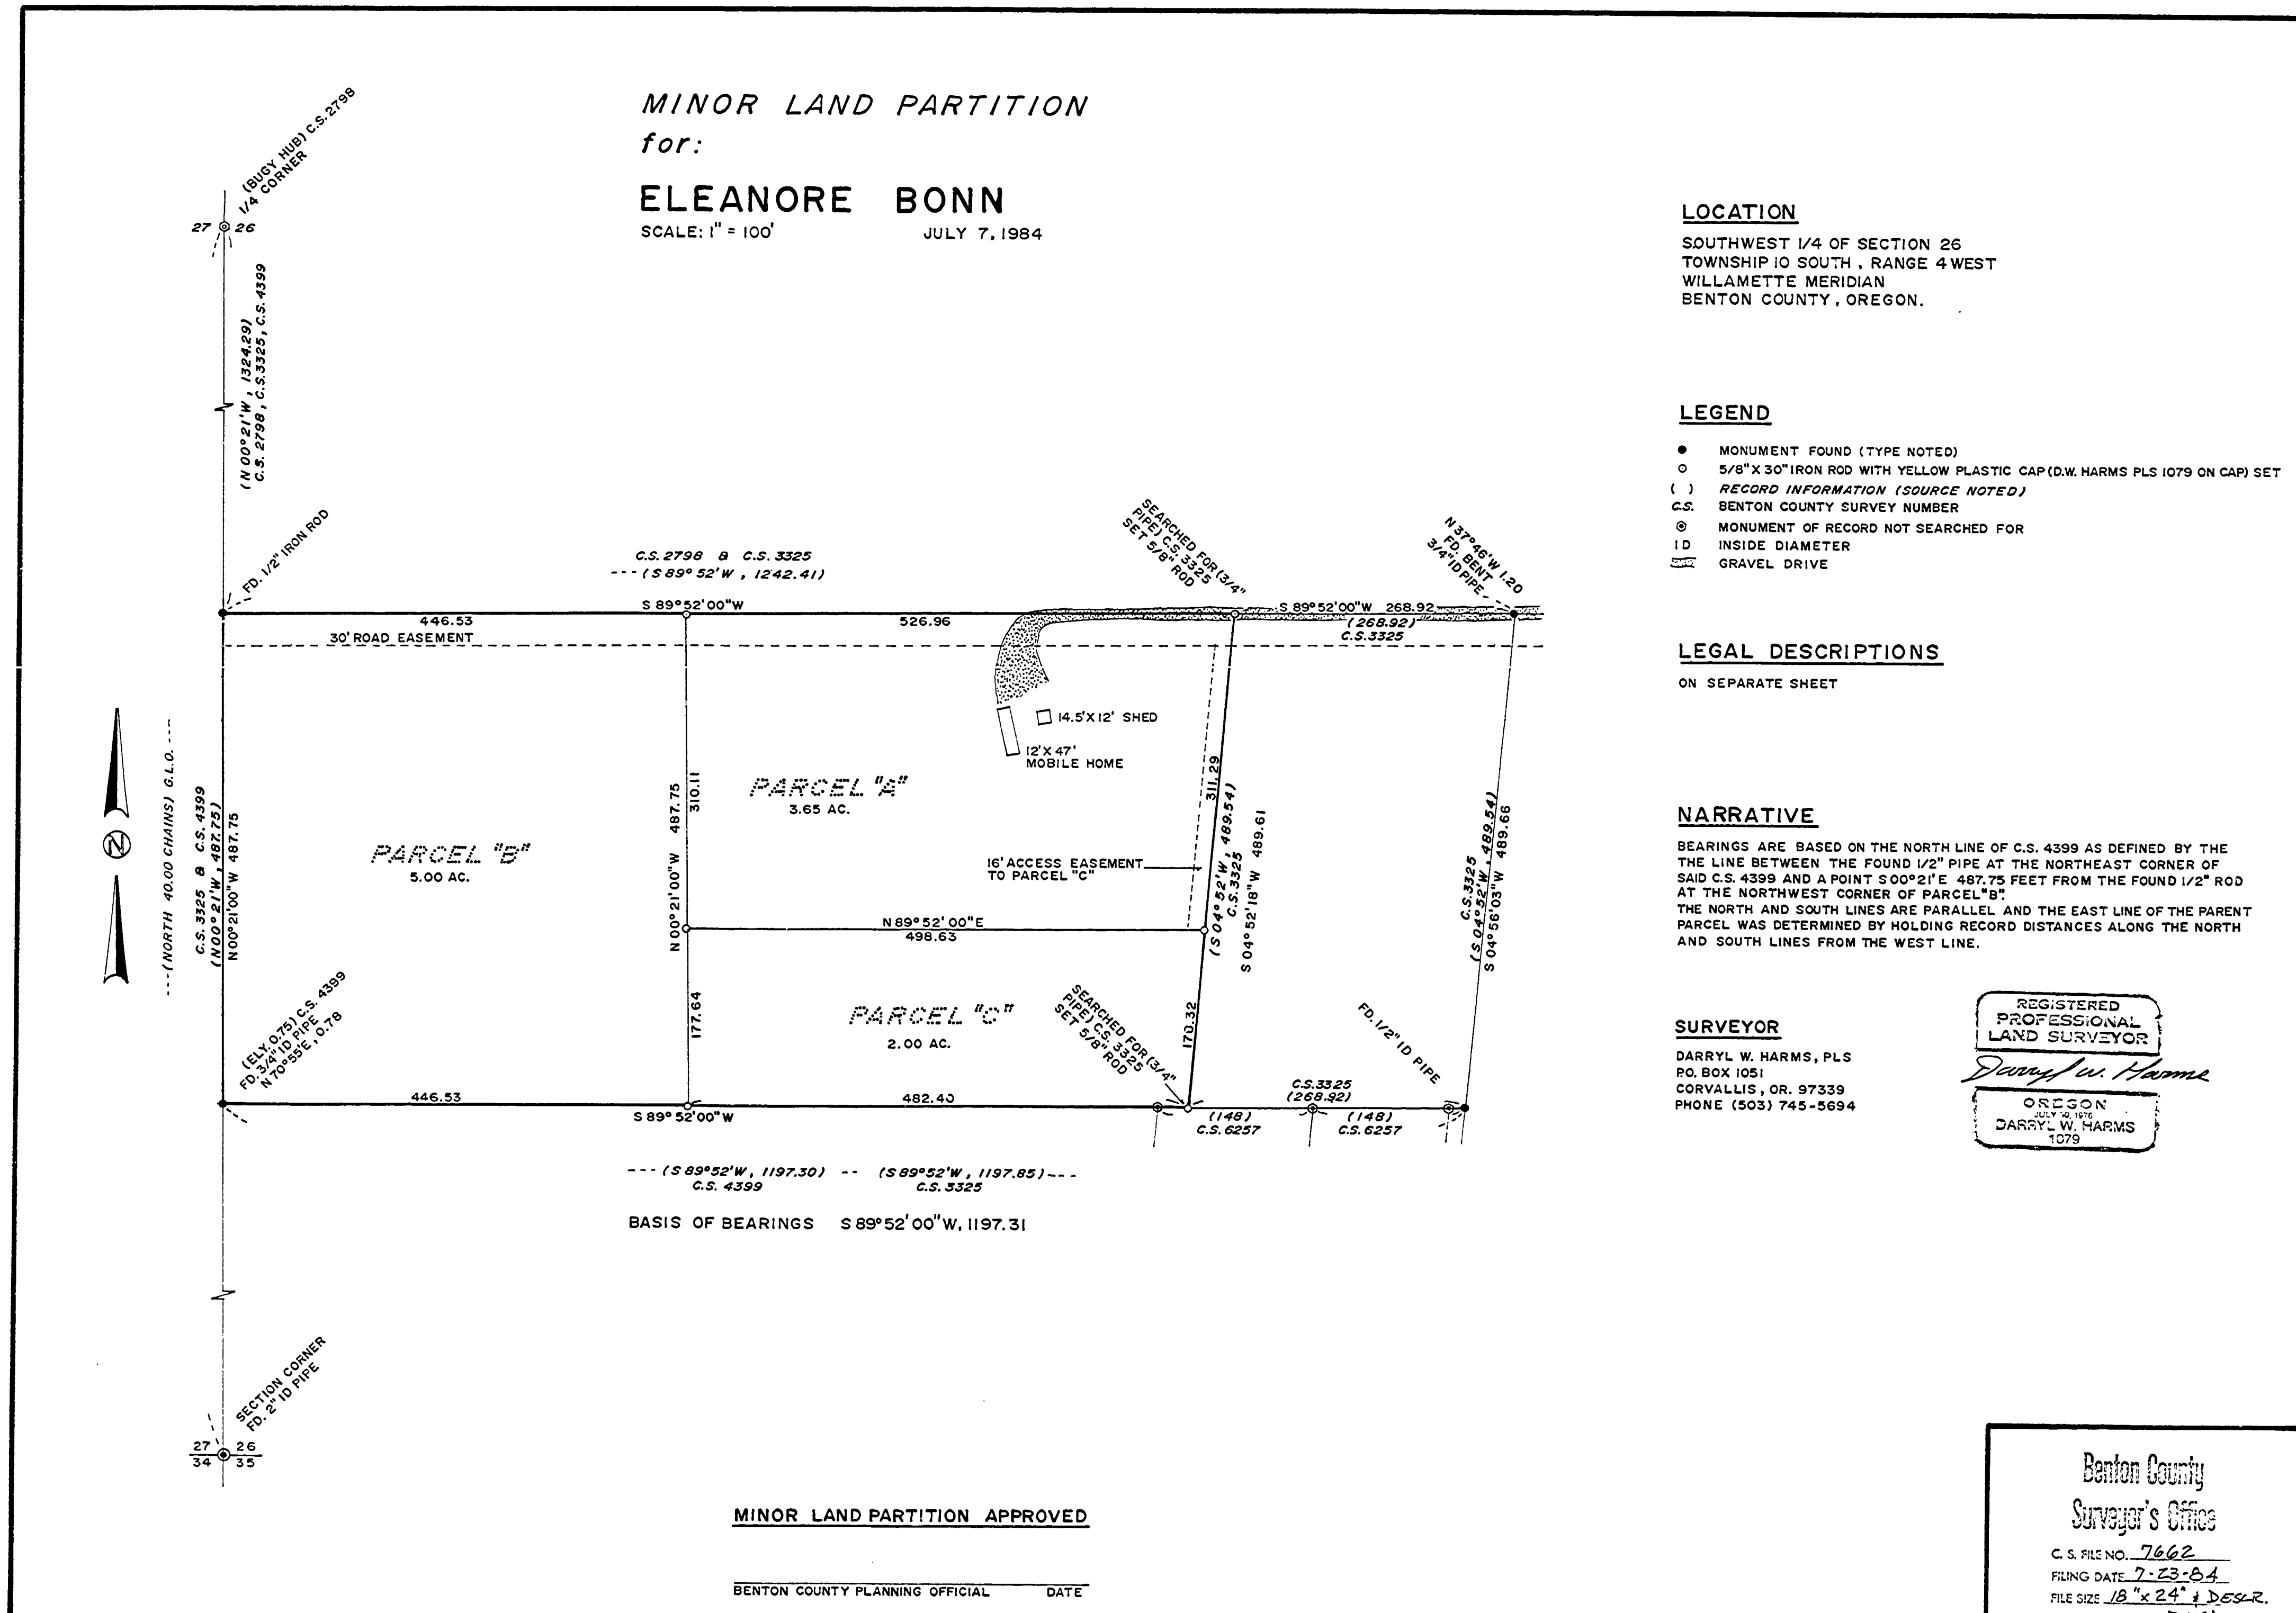 MINOR LAND PARTITION
for:
ELEANORE BONN
SCALE: 1" = 100' JULY 7, 1984
(BUGY HUB) C.S. 2798
1/4 CORNER
27 26
(N 00°21'W, 1324.29)
C.S. 2798, C.S.3325, C.S. 4399
FD. 1/2" IRON ROD
C.S. 2798 & C.S. 3325
---(S 89°52'W, 1242.41)
S 89°52'00"W
446.53
526.96
30' ROAD EASEMENT
SEARCHED FOR (3/4"
PIPE) C.S. 3325
SET 5/8" ROD
N 37°46'W 1.20
FD. BENT
3/4" ID PIPE
S 89°52'00"W 268.92
(268.92)
C.S.3325
14.5'X12' SHED
12'X 47'
MOBILE HOME
---(NORTH 40.00 CHAINS) G.L.O. ---
C.S. 3325 & C.S. 4399
(N00°21'W, 487.75)
N00°21'00"W 487.75
PARCEL "B"
5.00 AC.
N 00°21'00"W 487.75
310.11
PARCEL "A"
3.65 AC.
16' ACCESS EASEMENT
TO PARCEL "C"
311.29
(S 04°52'W, 489.54)
C.S.3325
S 04°52'18"W 489.61
C.S.3325
(S 04°52'W, 489.54)
S 04°56'03"W 489.66
N 89°52'00"E
498.63
177.64
PARCEL "C"
2.00 AC.
170.32
SEARCHED FOR (3/4"
PIPE) C.S. 3325
SET 5/8" ROD
FD. 1/2" ID PIPE
(ELY. 0.75) C.S. 4399
FD. 3/4" ID PIPE
N 70°55'E, 0.78
446.53
S 89°52'00"W
482.40
C.S.3325
(268.92)
(148)
C.S. 6257
(148)
C.S. 6257
---(S 89°52'W, 1197.30) -- (S 89°52'W, 1197.85)---
C.S. 4399 C.S. 3325
BASIS OF BEARINGS S 89°52'00"W, 1197.31
SECTION CORNER
FD. 2" ID PIPE
27 26
34 35
MINOR LAND PARTITION APPROVED
BENTON COUNTY PLANNING OFFICIAL DATE
LOCATION
SOUTHWEST 1/4 OF SECTION 26
TOWNSHIP 10 SOUTH, RANGE 4 WEST
WILLAMETTE MERIDIAN
BENTON COUNTY, OREGON.
LEGEND
MONUMENT FOUND (TYPE NOTED)
5/8" X 30" IRON ROD WITH YELLOW PLASTIC CAP (D.W. HARMS PLS 1079 ON CAP) SET
( ) RECORD INFORMATION (SOURCE NOTED)
C.S. BENTON COUNTY SURVEY NUMBER
MONUMENT OF RECORD NOT SEARCHED FOR
ID INSIDE DIAMETER
GRAVEL DRIVE
LEGAL DESCRIPTIONS
ON SEPARATE SHEET
NARRATIVE
BEARINGS ARE BASED ON THE NORTH LINE OF C.S. 4399 AS DEFINED BY THE
THE LINE BETWEEN THE FOUND 1/2" PIPE AT THE NORTHEAST CORNER OF
SAID C.S. 4399 AND A POINT S 00°21'E 487.75 FEET FROM THE FOUND 1/2" ROD
AT THE NORTHWEST CORNER OF PARCEL "B".
THE NORTH AND SOUTH LINES ARE PARALLEL AND THE EAST LINE OF THE PARENT
PARCEL WAS DETERMINED BY HOLDING RECORD DISTANCES ALONG THE NORTH
AND SOUTH LINES FROM THE WEST LINE.
SURVEYOR
DARRYL W. HARMS, PLS
P.O. BOX 1051
CORVALLIS, OR. 97339
PHONE (503) 745-5694
REGISTERED
PROFESSIONAL
LAND SURVEYOR
Darryl W. Harms
OREGON
JULY 10, 1976
DARRYL W. HARMS
1079
Benton County
Surveyor's Office
C. S. FILE NO. 7662
FILING DATE 7-23-84
FILE SIZE 18" x 24" & DESCR.